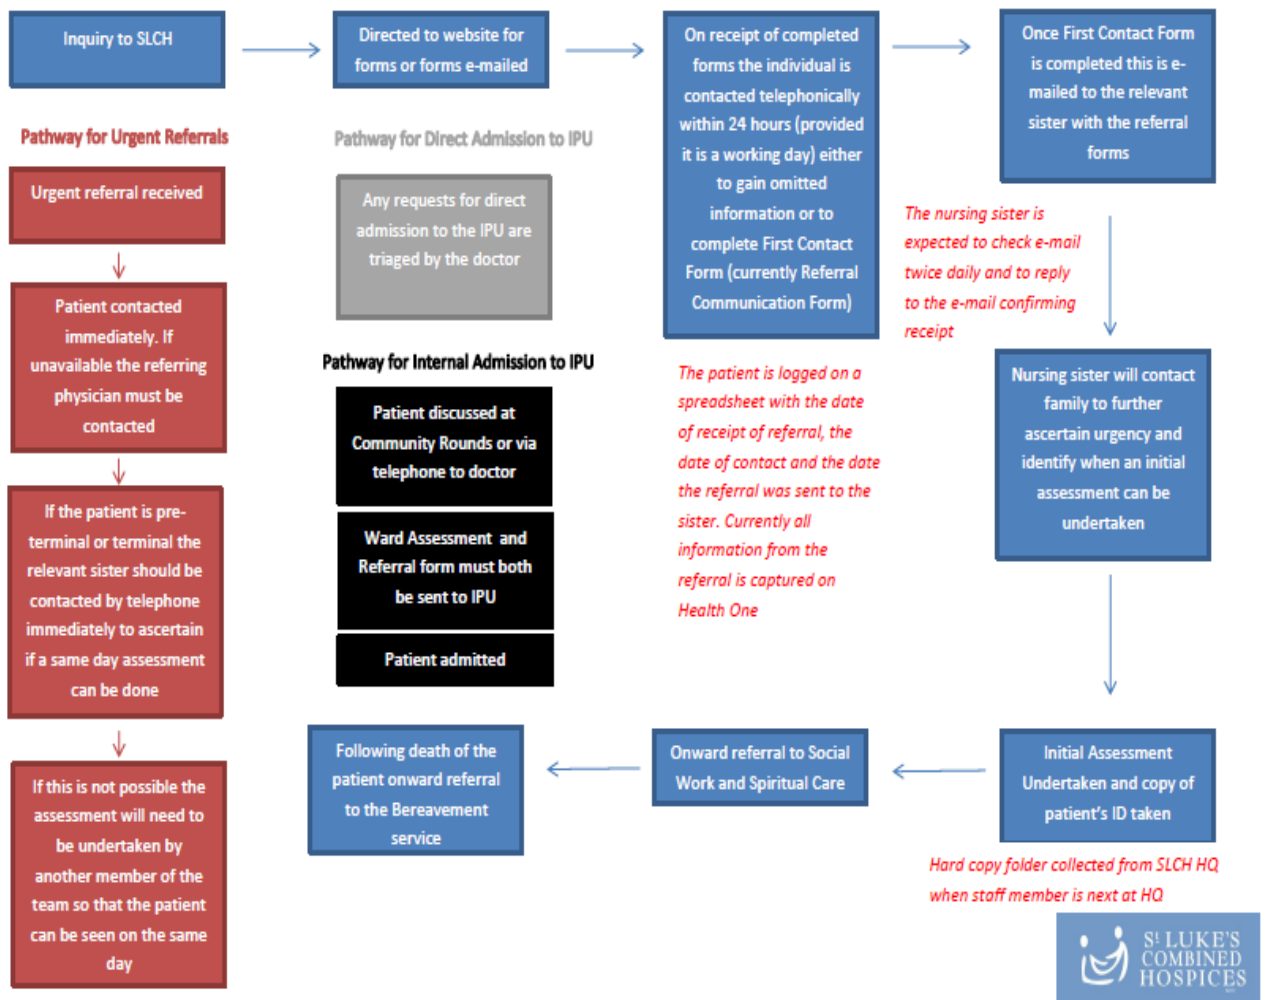 Inquiry to SLCH
Directed to website for
forms or forms e-mailed
On receipt of completed
forms the individual is
contacted telephonically
within 24 hours (provided
it is a working day) either
to gain omitted
information or to
complete First Contact
Form (currently Referral
Communication Form)
Once First Contact Form
is completed this is e-
mailed to the relevant
sister with the referral
forms
Pathway for Urgent Referrals
Urgent referral received
Patient contacted
immediately. If
unavailable the referring
physician must be
contacted
If the patient is pre-
terminal or terminal the
relevant sister should be
contacted by telephone
immediately to ascertain
if a same day assessment
can be done
If this is not possible the
assessment will need to
be undertaken by
another member of the
team so that the patient
can be seen on the same
day
Pathway for Direct Admission to IPU
Any requests for direct
admission to the IPU are
triaged by the doctor
Pathway for Internal Admission to IPU
Patient discussed at
Community Rounds or via
telephone to doctor
Ward Assessment and
Referral form must both
be sent to IPU
Patient admitted
The patient is logged on a
spreadsheet with the date
of receipt of referral, the
date of contact and the date
the referral was sent to the
sister. Currently all
information from the
referral is captured on
Health One
The nursing sister is
expected to check e-mail
twice daily and to reply
to the e-mail confirming
receipt
Nursing sister will contact
family to further
ascertain urgency and
identify when an initial
assessment can be
undertaken
Initial Assessment
Undertaken and copy of
patient's ID taken
Hard copy folder collected from SLCH HQ
when staff member is next at HQ
Onward referral to Social
Work and Spiritual Care
Following death of the
patient onward referral
to the Bereavement
service
St LUKE'S
COMBINED
HOSPICES